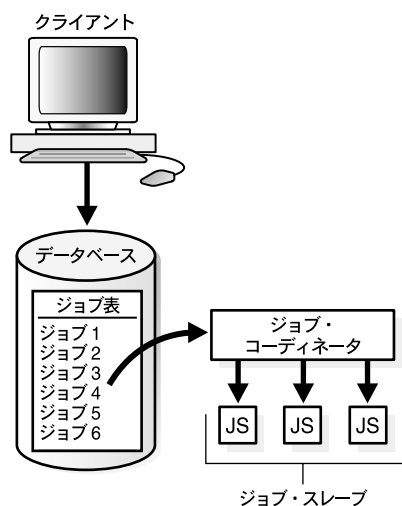 クライアント
データベース
ジョブ表
ジョブ1
ジョブ2
ジョブ3
ジョブ4
ジョブ5
ジョブ6
ジョブ・
コーディネータ
JS
JS
JS
ジョブ・スレーブ